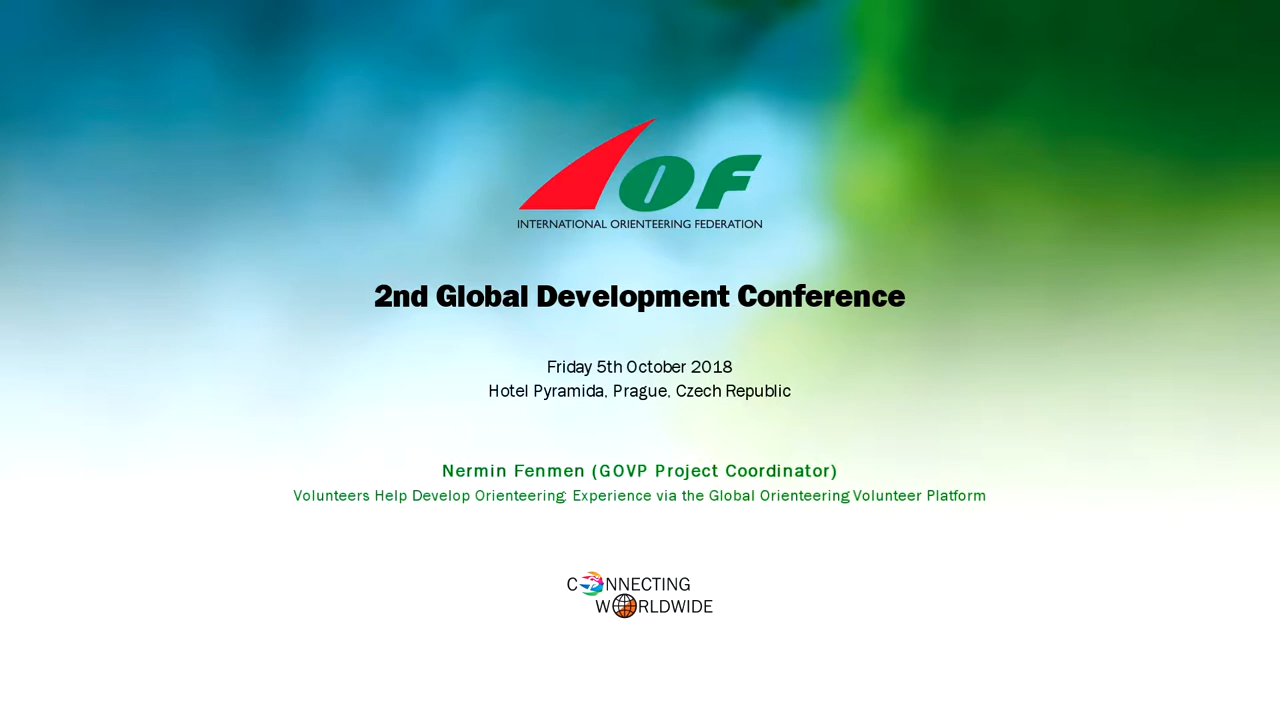 IOF
INTERNATIONAL ORIENTEERING FEDERATION
2nd Global Development Conference
Friday 5th October 2018
Hotel Pyramida, Prague, Czech Republic
Nermin Fenmen (GOVP Project Coordinator)
Volunteers Help Develop Orienteering: Experience via the Global Orienteering Volunteer Platform
CONNECTING
WORLDWIDE